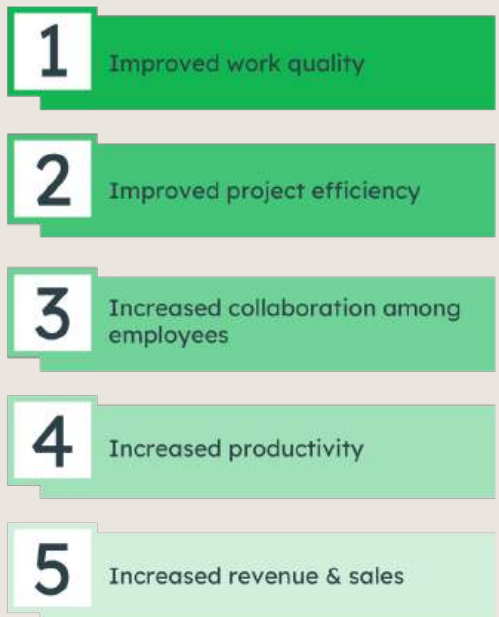 1
Improved work quality
2
Improved project efficiency
3
Increased collaboration among
employees
4
Increased productivity
5
Increased revenue & sales